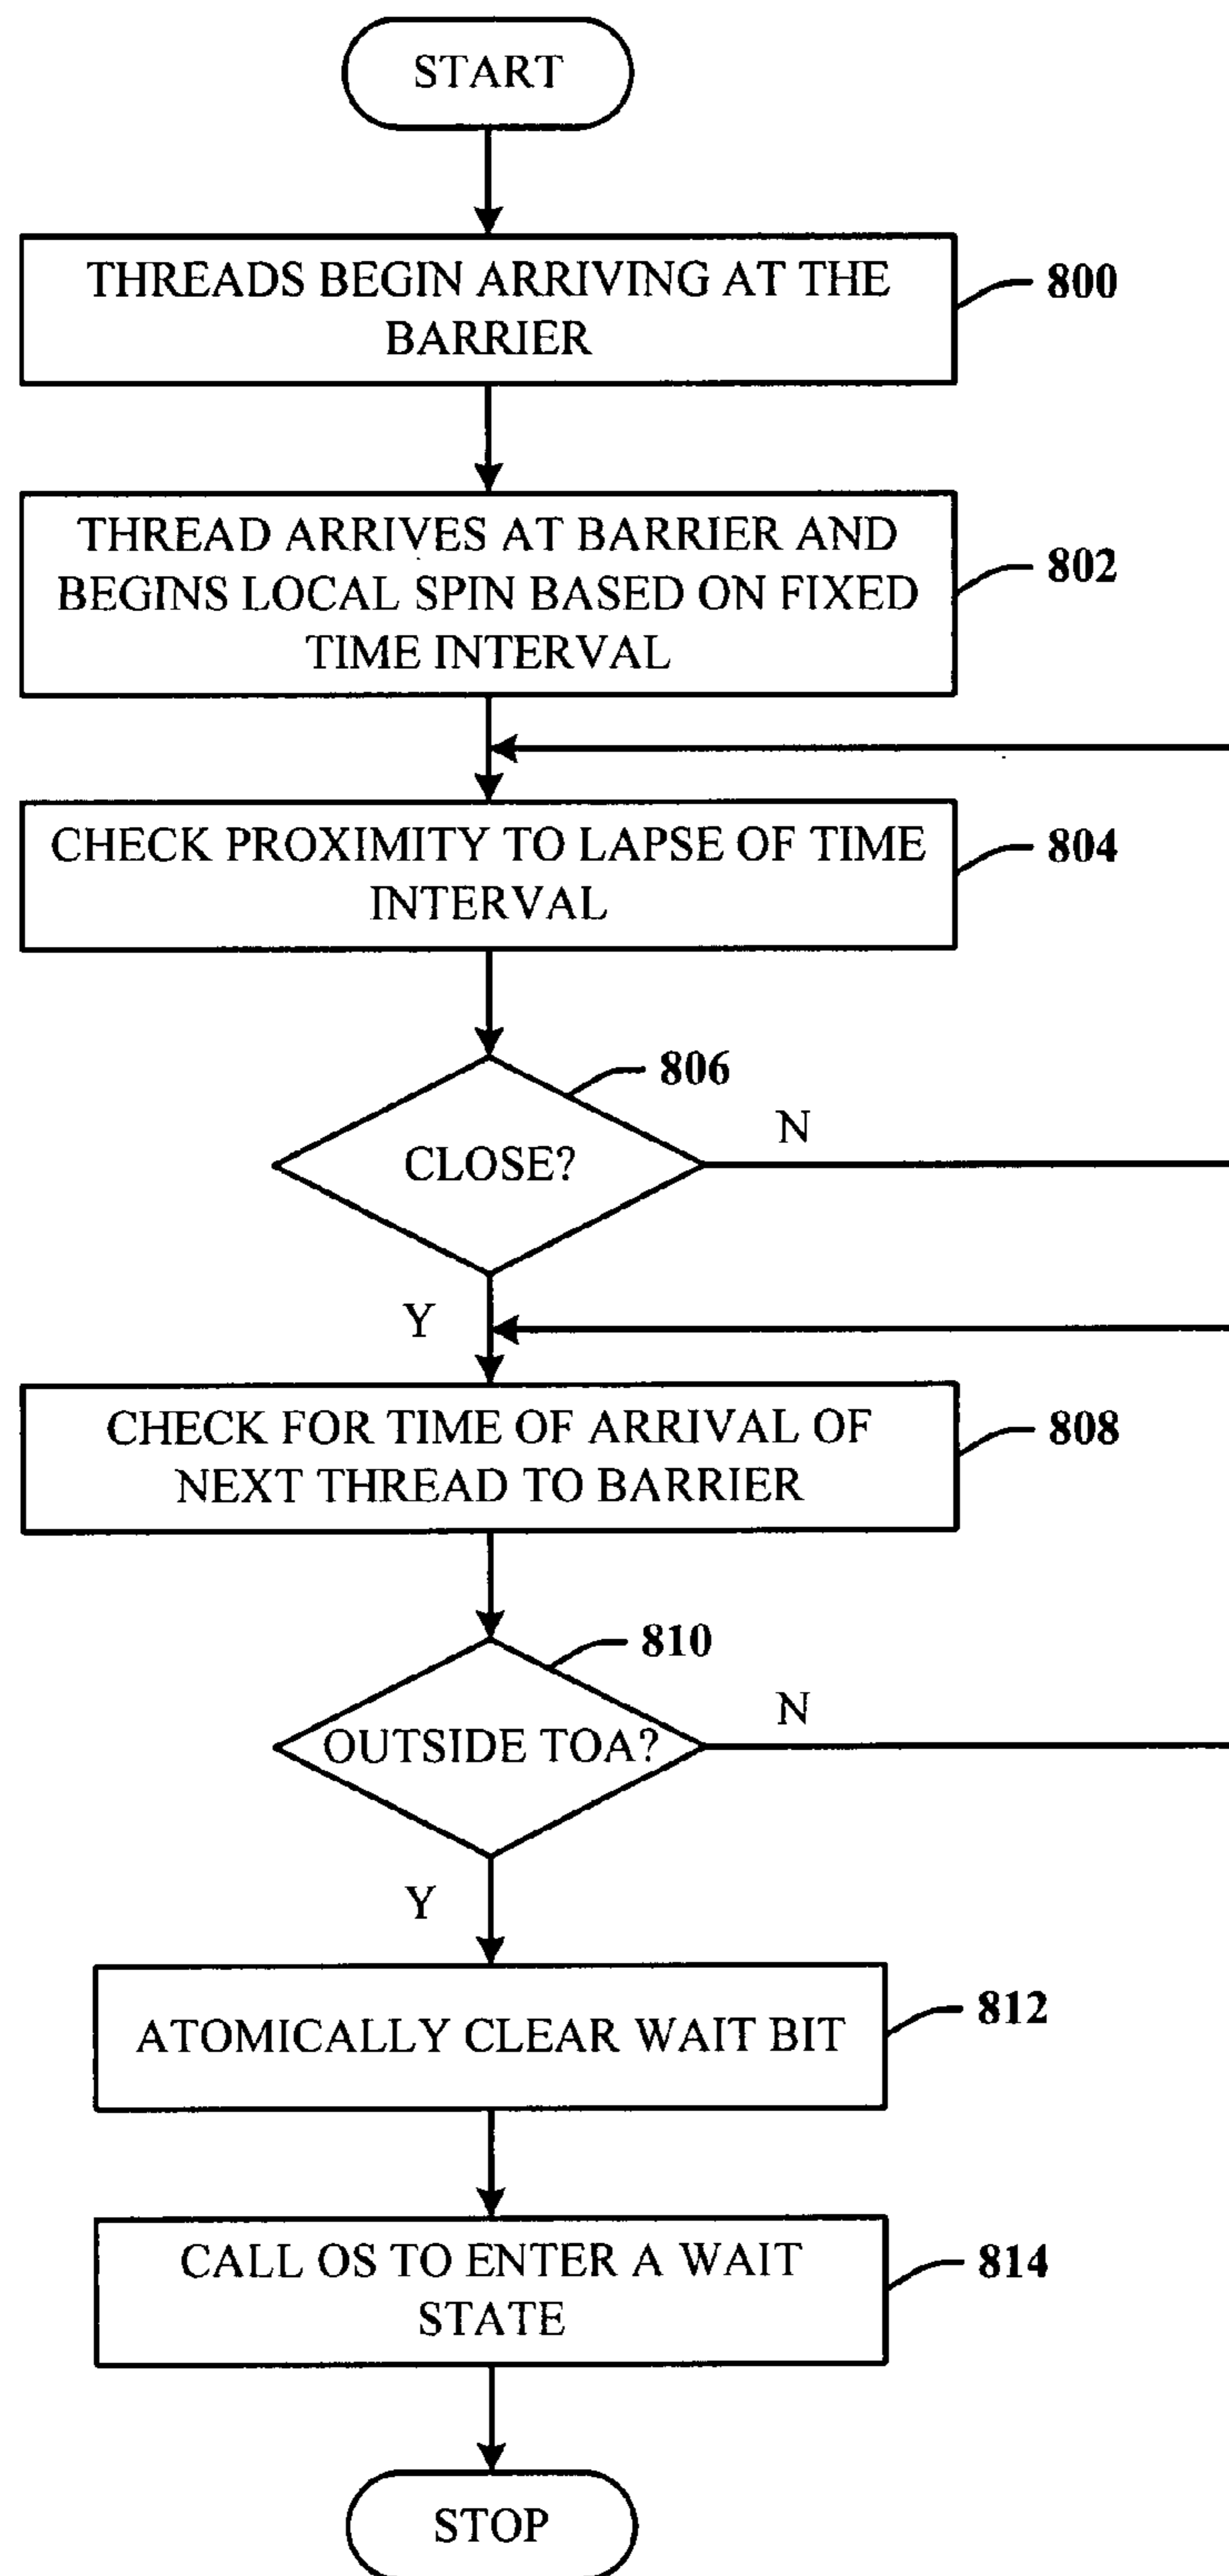 START
THREADS BEGIN ARRIVING AT THE
BARRIER
800
THREAD ARRIVES AT BARRIER AND
BEGINS LOCAL SPIN BASED ON FIXED
TIME INTERVAL
802
CHECK PROXIMITY TO LAPSE OF TIME
INTERVAL
804
806
CLOSE?
N
Y
CHECK FOR TIME OF ARRIVAL OF
NEXT THREAD TO BARRIER
808
810
OUTSIDE TOA?
N
Y
ATOMICALLY CLEAR WAIT BIT
812
CALL OS TO ENTER A WAIT
STATE
814
STOP